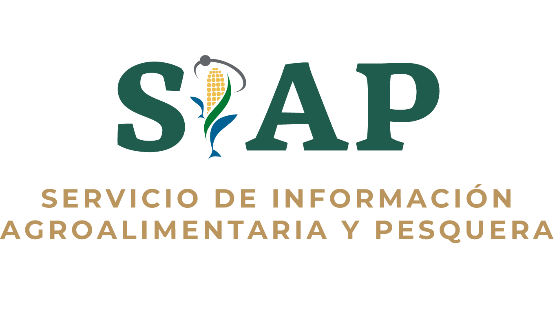 SIAP
SERVICIO DE INFORMACIÓN
AGROALIMENTARIA Y PESQUERA